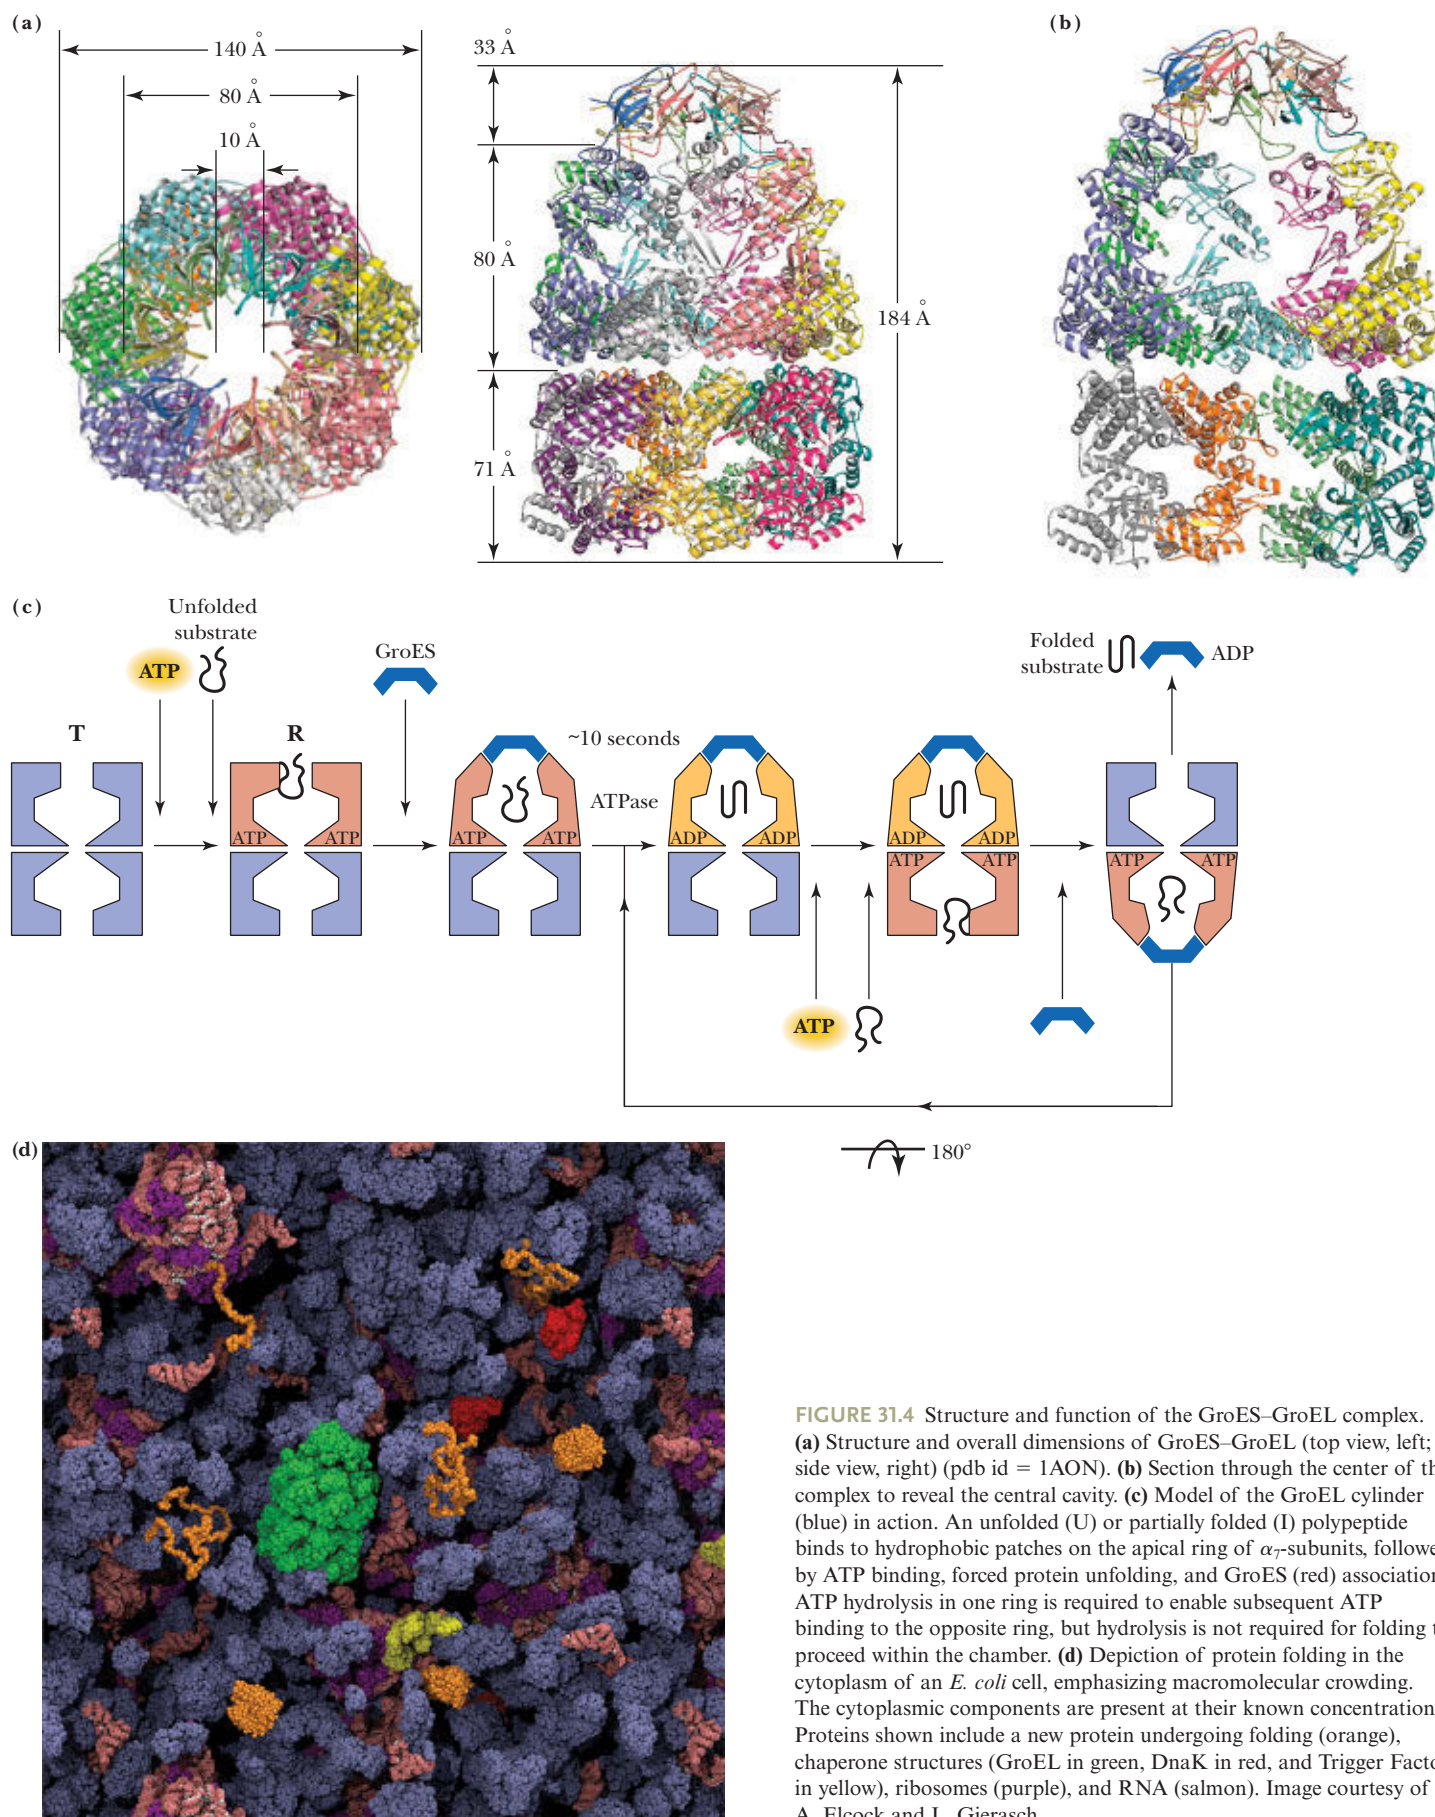 (a)
140 Å
80 Å
10 Å
33 Å
80 Å
71 Å
184 Å
(b)
(c)
Unfolded
substrate
ATP
GroES
Folded
substrate
ADP
T
R
~10 seconds
ATPase
ATP ATP
ATP ATP
ADP ADP
ADP ADP
ATP ATP
ATP ATP
ATP
180°
(d)
FIGURE 31.4 Structure and function of the GroES–GroEL complex.
(a) Structure and overall dimensions of GroES–GroEL (top view, left;
side view, right) (pdb id = 1AON). (b) Section through the center of
complex to reveal the central cavity. (c) Model of the GroEL cylinder
(blue) in action. An unfolded (U) or partially folded (I) polypeptide
binds to hydrophobic patches on the apical ring of α₇-subunits,
by ATP binding, forced protein unfolding, and GroES (red)
ATP hydrolysis in one ring is required to enable subsequent ATP
binding to the opposite ring, but hydrolysis is not required for folding
proceed within the chamber. (d) Depiction of protein folding in the
cytoplasm of an E. coli cell, emphasizing macromolecular crowding.
The cytoplasmic components are present at their known
Proteins shown include a new protein undergoing folding (orange),
chaperone structures (GroEL in green, DnaK in red, and Trigger
in yellow), ribosomes (purple), and RNA (salmon). Image courtesy of
A. Elcock and L. Gierasch